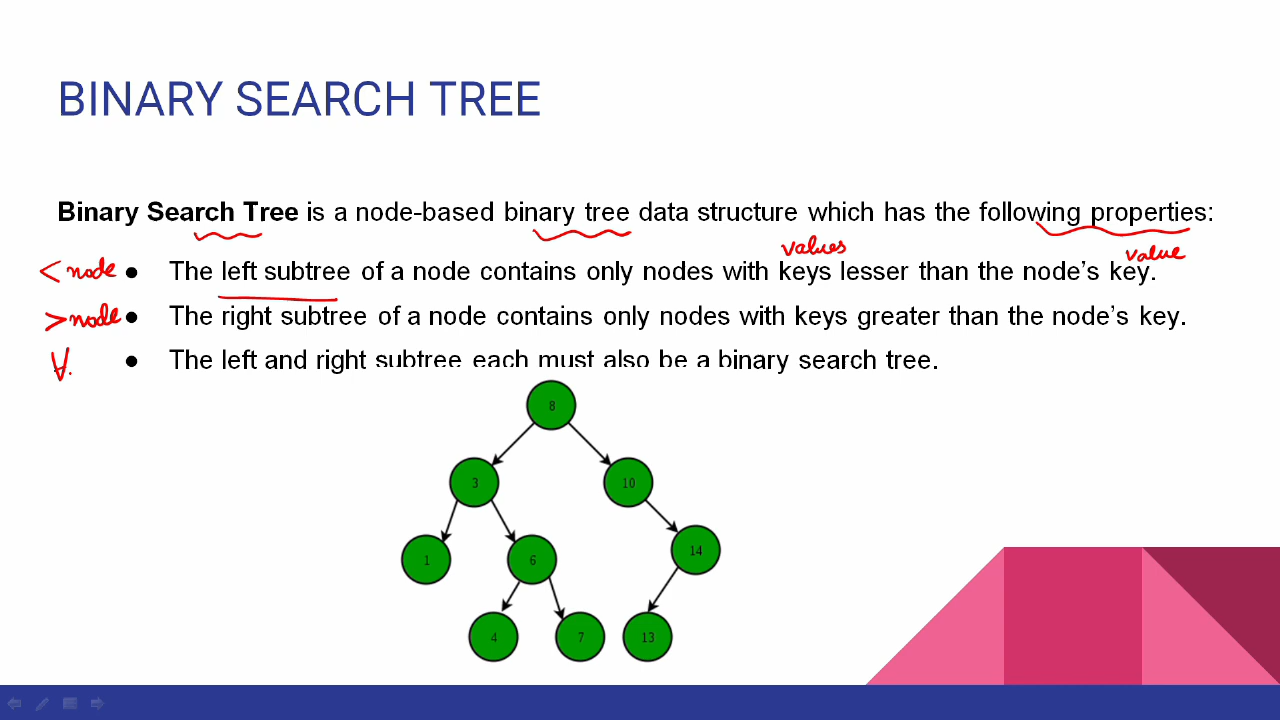 BINARY SEARCH TREE
Binary Search Tree is a node-based binary tree data structure which has the following properties:
values
value
< node ● The left subtree of a node contains only nodes with keys lesser than the node's key.
> node ● The right subtree of a node contains only nodes with keys greater than the node's key.
∀. ● The left and right subtree each must also be a binary search tree.
8
3 10
1 6 14
4 7 13